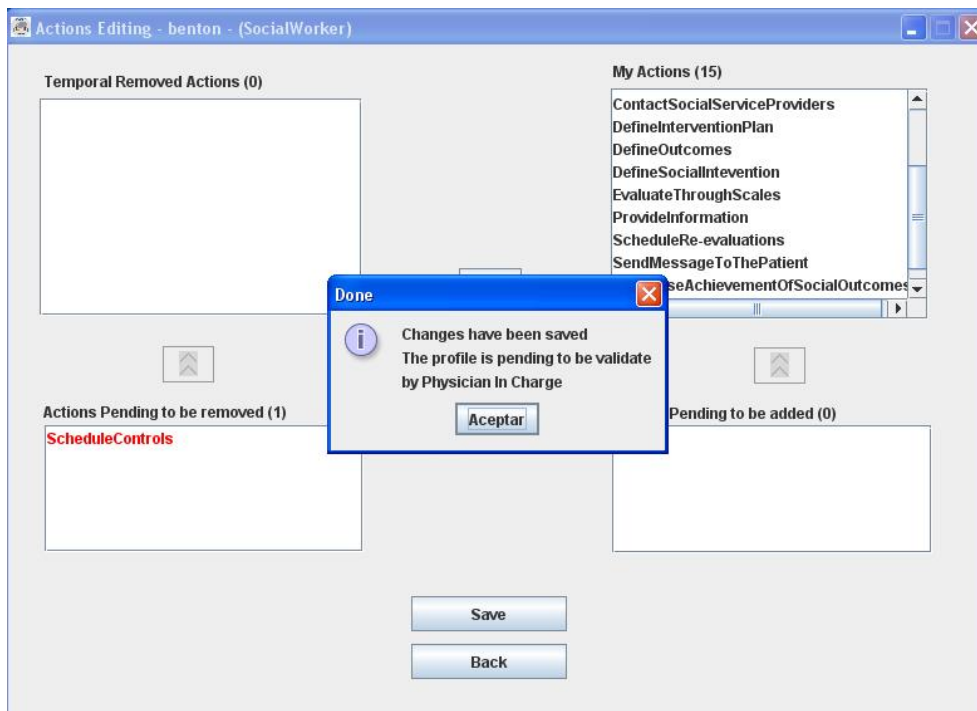 Actions Editing - benton - (SocialWorker)
Temporal Removed Actions (0)
My Actions (15)
ContactSocialServiceProviders
DefineInterventionPlan
DefineOutcomes
DefineSocialIntevention
EvaluateThroughScales
ProvideInformation
ScheduleRe-evaluations
SendMessageToThePatient
seAchievementOfSocialOutcomes
Done
Changes have been saved
The profile is pending to be validate
by Physician In Charge
Aceptar
Actions Pending to be removed (1)
ScheduleControls
Pending to be added (0)
Save
Back